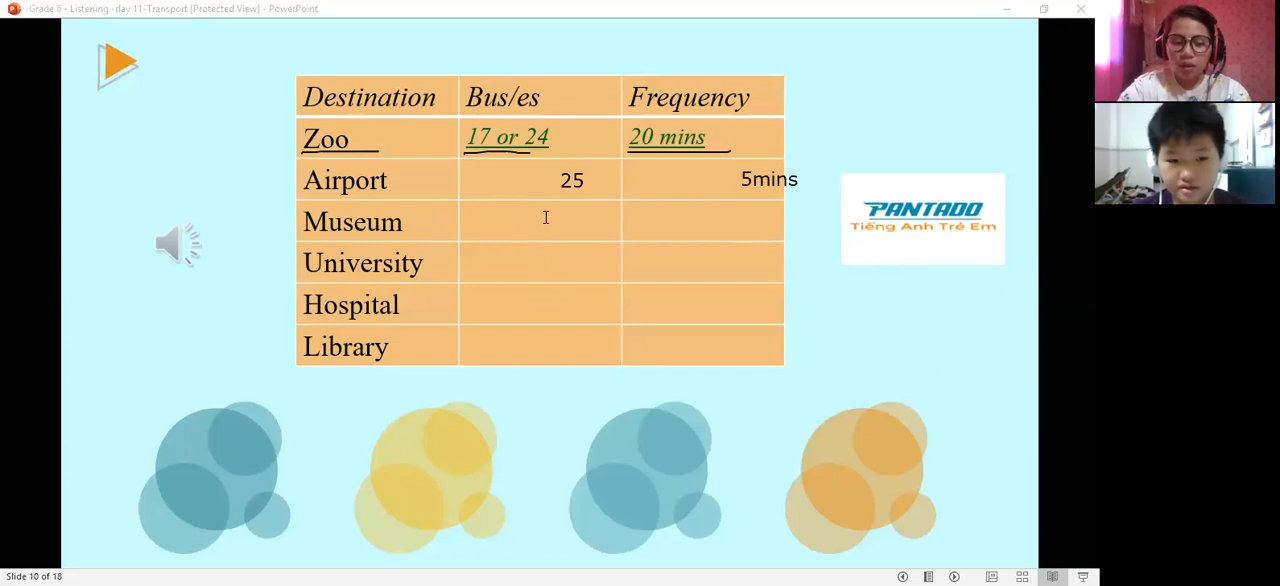 Grade 6 - Listening -day 11-Transport [Protected View] - PowerPoint
Destination Bus/es Frequency
Zoo 17 or 24 20 mins
Airport 25 5mins
Museum
University
Hospital
Library
PANTADO
Tiếng Anh Trẻ Em
Slide 10 of 18